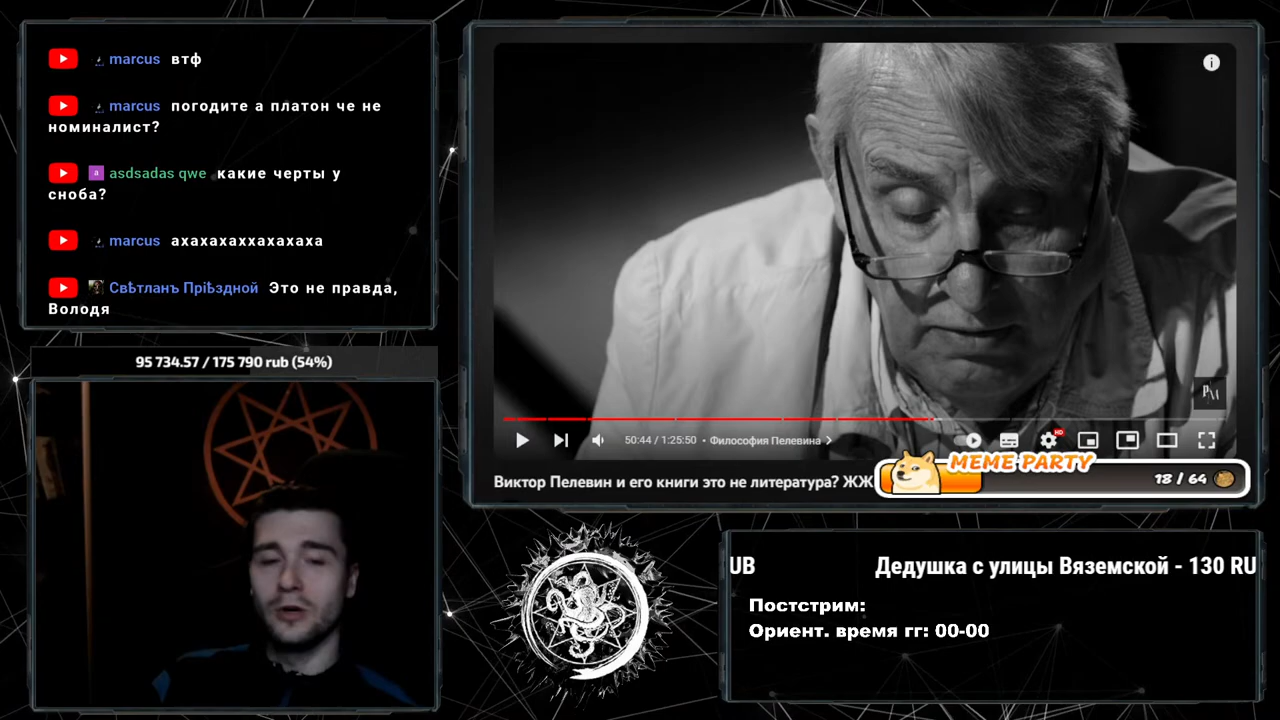 marcus втф
marcus погодите а платон че не
номиналист?
a asdsadas qwe какие черты у
сноба?
marcus ахахахаххахахаха
Свѣтланъ Пріѣздной Это не правда,
Володя
95 734.57 / 175 790 rub (54%)
50:44 / 1:25:50 • Философия Пелевина
HD
Виктор Пелевин и его книги это не литература? ЖЖ
MEME PARTY
18 / 64
UB Дедушка с улицы Вяземской - 130 RU
Постстрим:
Ориент. время гг: 00-00